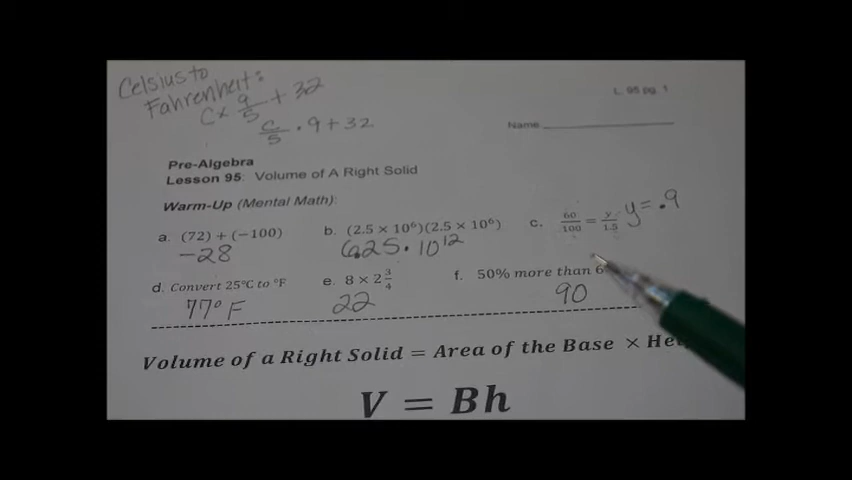 Celsius to
Fahrenheit:
C × 9/5 + 32
C/5 · 9 + 32
L. 95 pg. 1
Name
Pre-Algebra
Lesson 95: Volume of A Right Solid
Warm-Up (Mental Math):
a. (72) + (−100) b. (2.5 × 10⁶)(2.5 × 10⁶) c. 60/100 = y/1.5 y = .9
−28 6.25 · 10¹²
d. Convert 25°C to °F e. 8 × 2 3/4 f. 50% more than
77° F 22 90
Volume of a Right Solid = Area of the Base ×
V = Bh